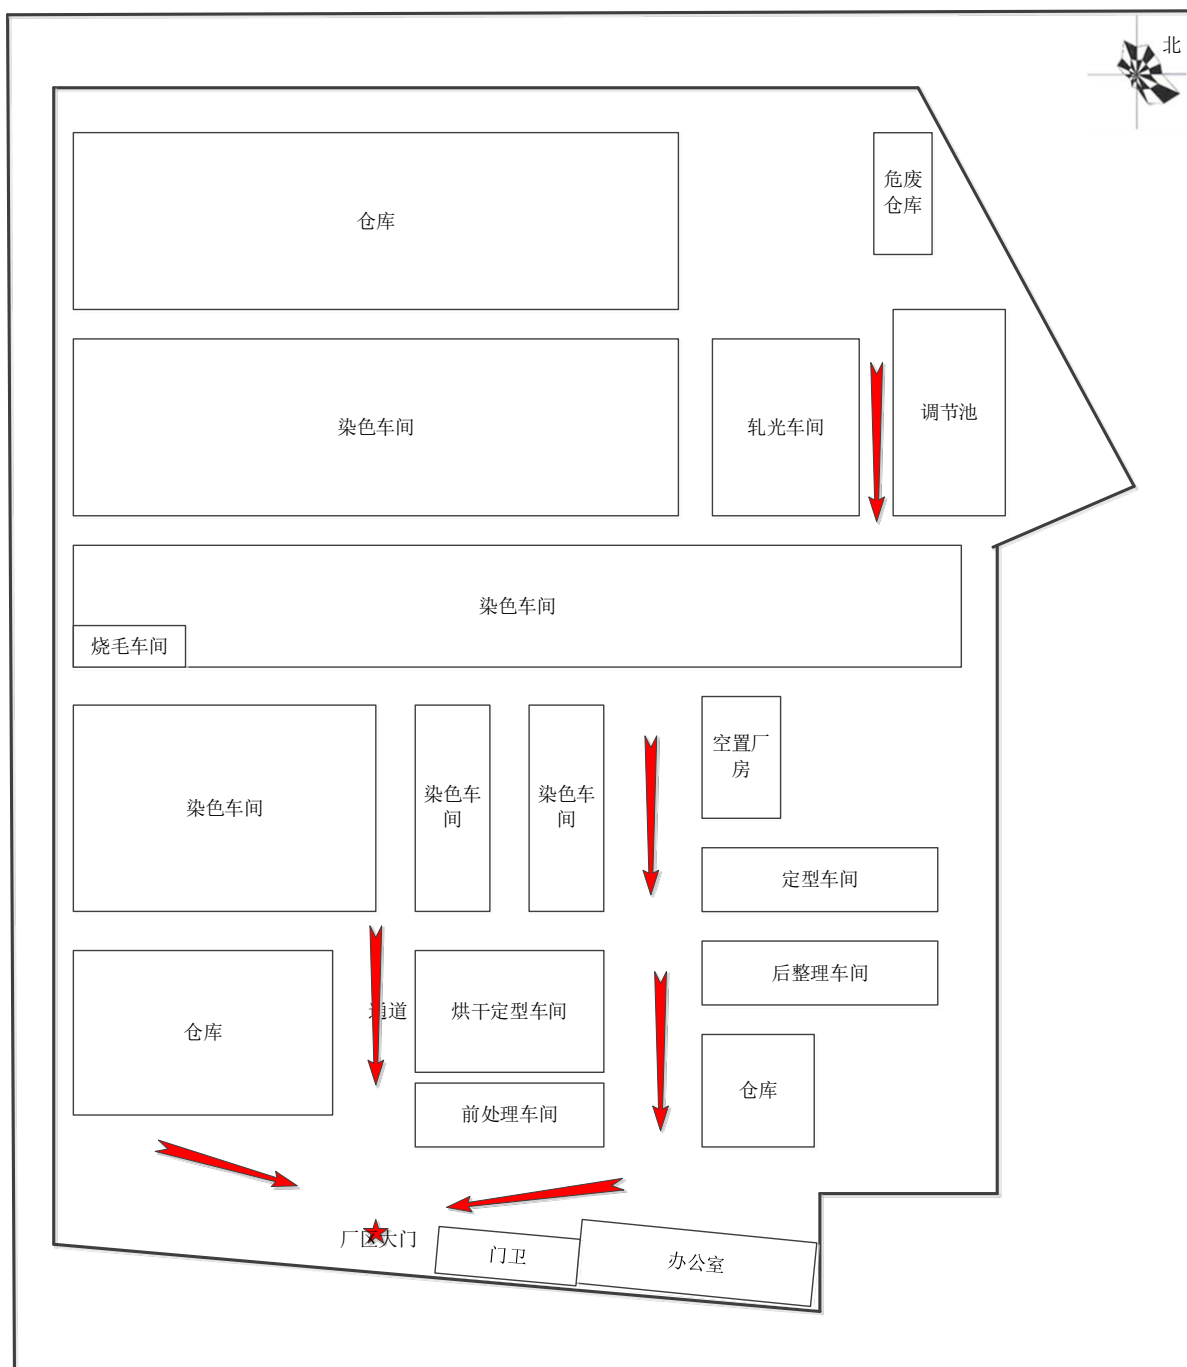 北
危废
仓库
仓库
染色车间
轧光车间
调节池
染色车间
烧毛车间
染色车间
染色车
间
染色车
间
空置厂
房
定型车间
后整理车间
仓库
通道
烘干定型车间
前处理车间
仓库
厂区大门
门卫
办公室